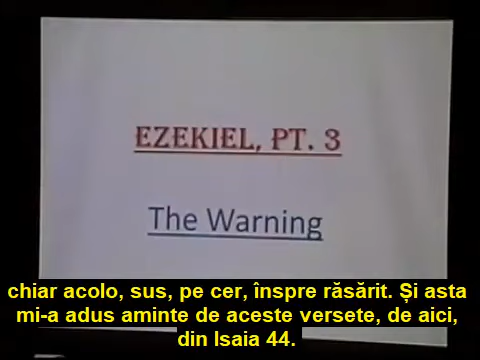 EZEKIEL, PT. 3
The Warning
chiar acolo, sus, pe cer, înspre răsărit. Și asta
mi-a adus aminte de aceste versete, de aici,
din Isaia 44.